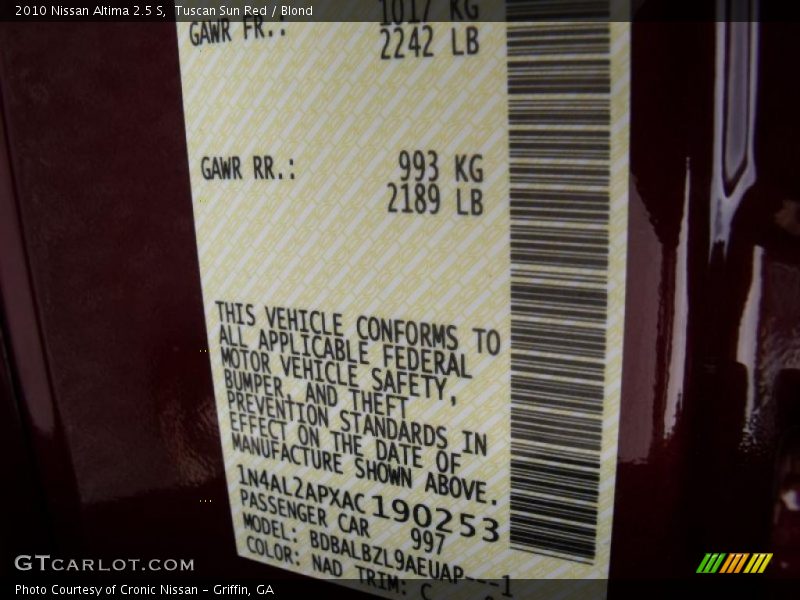 2010 Nissan Altima 2.5 S, Tuscan Sun Red / Blond
1017 KG
GAWR FR.: 2242 LB
GAWR RR.: 993 KG
2189 LB
THIS VEHICLE CONFORMS TO
ALL APPLICABLE FEDERAL
MOTOR VEHICLE SAFETY,
BUMPER, AND THEFT
PREVENTION STANDARDS IN
EFFECT ON THE DATE OF
MANUFACTURE SHOWN ABOVE.
1N4AL2APXAC190253
PASSENGER CAR 997
MODEL: BDBALBZL9AEUAP---1
COLOR: NAD TRIM: C
GTCARLOT.COM
Photo Courtesy of Cronic Nissan - Griffin, GA